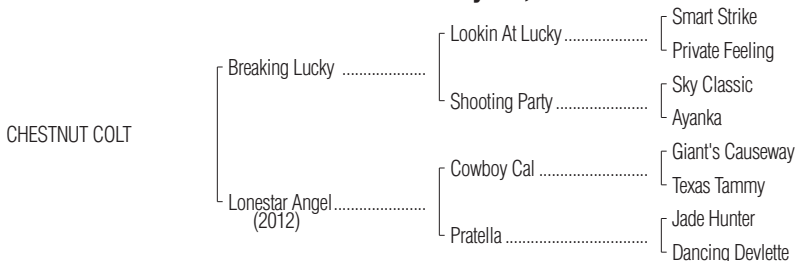 Smart Strike
Lookin At Lucky ....................
Private Feeling
Breaking Lucky ....................
Sky Classic
Shooting Party ......................
Ayanka
CHESTNUT COLT
Giant's Causeway
Cowboy Cal ..........................
Texas Tammy
Lonestar Angel......................
(2012)
Jade Hunter
Pratella ..................................
Dancing Devlette